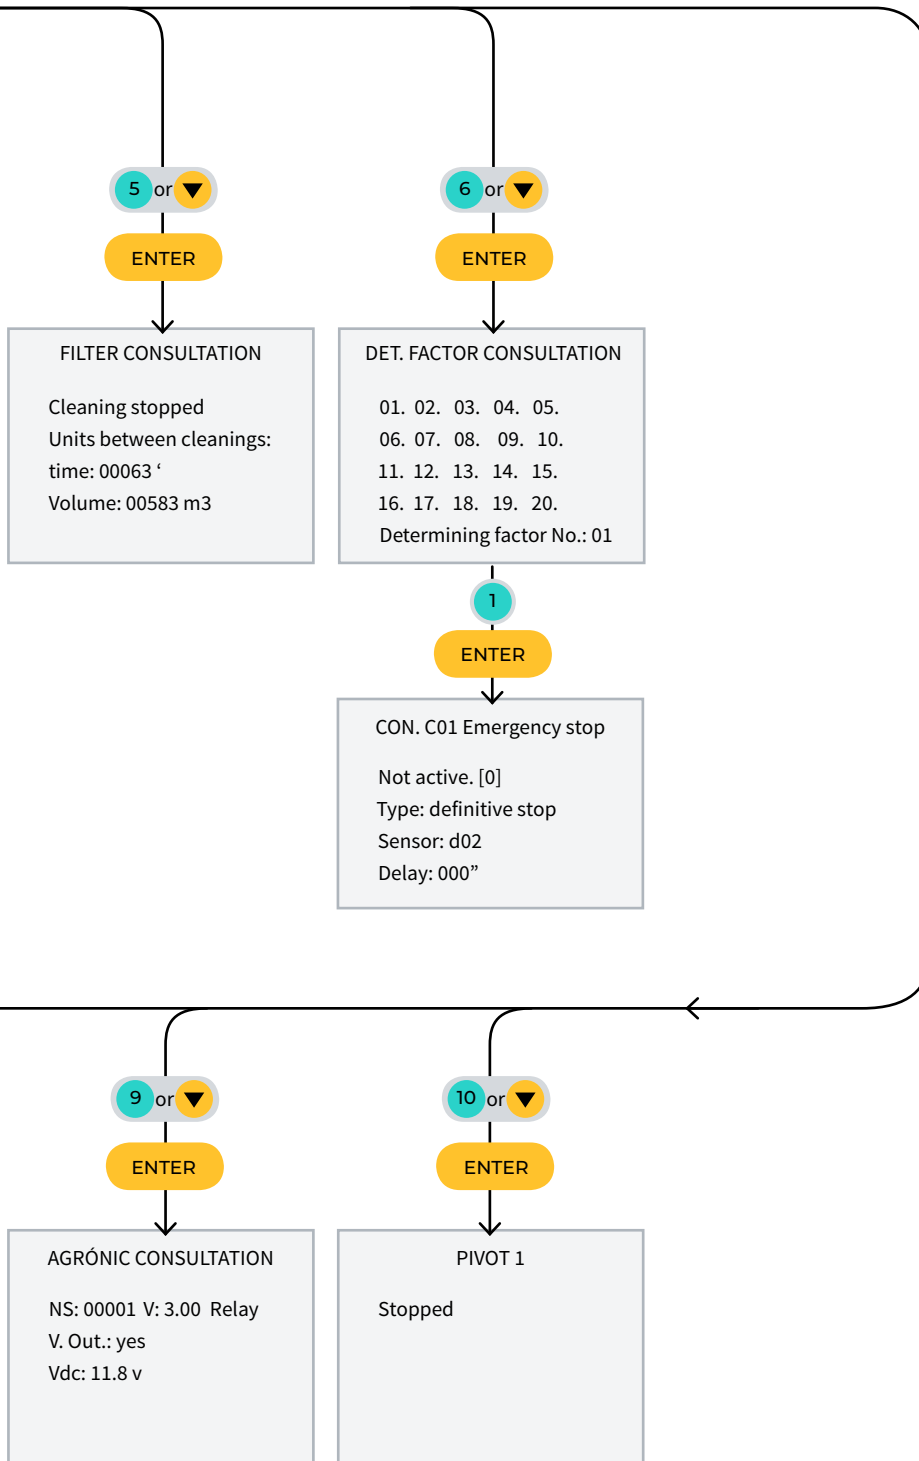 5 or
ENTER
FILTER CONSULTATION
Cleaning stopped
Units between cleanings:
time: 00063 ‘
Volume: 00583 m3
6 or
ENTER
DET. FACTOR CONSULTATION
01. 02. 03. 04. 05.
06. 07. 08. 09. 10.
11. 12. 13. 14. 15.
16. 17. 18. 19. 20.
Determining factor No.: 01
1
ENTER
CON. C01 Emergency stop
Not active. [0]
Type: definitive stop
Sensor: d02
Delay: 000”
9 or
ENTER
AGRÓNIC CONSULTATION
NS: 00001 V: 3.00 Relay
V. Out.: yes
Vdc: 11.8 v
10 or
ENTER
PIVOT 1
Stopped